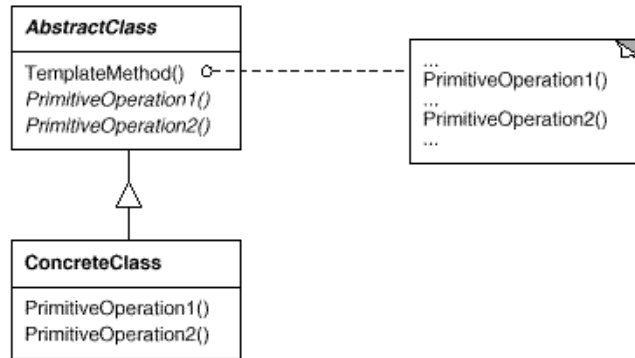 AbstractClass
TemplateMethod()
PrimitiveOperation1()
PrimitiveOperation2()
...
PrimitiveOperation1()
...
PrimitiveOperation2()
...
ConcreteClass
PrimitiveOperation1()
PrimitiveOperation2()